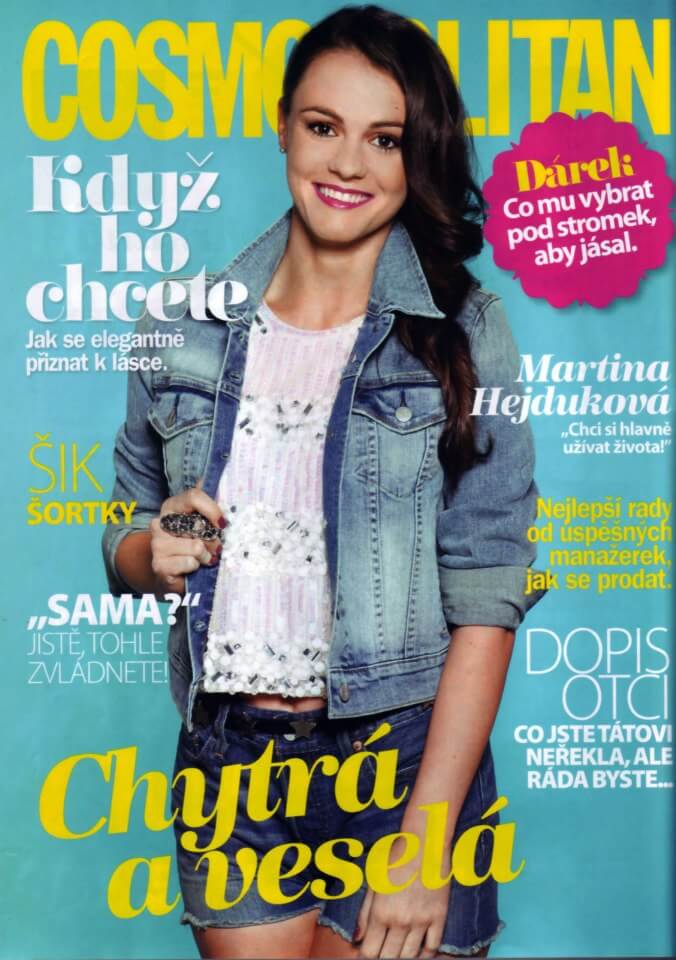 COSMOPOLITAN
Když
ho
chcete
Jak se elegantně
přiznat k lásce.
Dárek
Co mu vybrat
pod stromek,
aby jásal.
Martina
Hejduková
„Chci si hlavně
užívat života!”
ŠIK
ŠORTKY
Nejlepší rady
od úspěšných
manažerek,
jak se prodat.
„SAMA?“
JISTĚ, TOHLE
ZVLÁDNETE!
DOPIS
OTCI
CO JSTE TÁTOVI
NEŘEKLA, ALE
RÁDA BYSTE...
Chytrá
a veselá